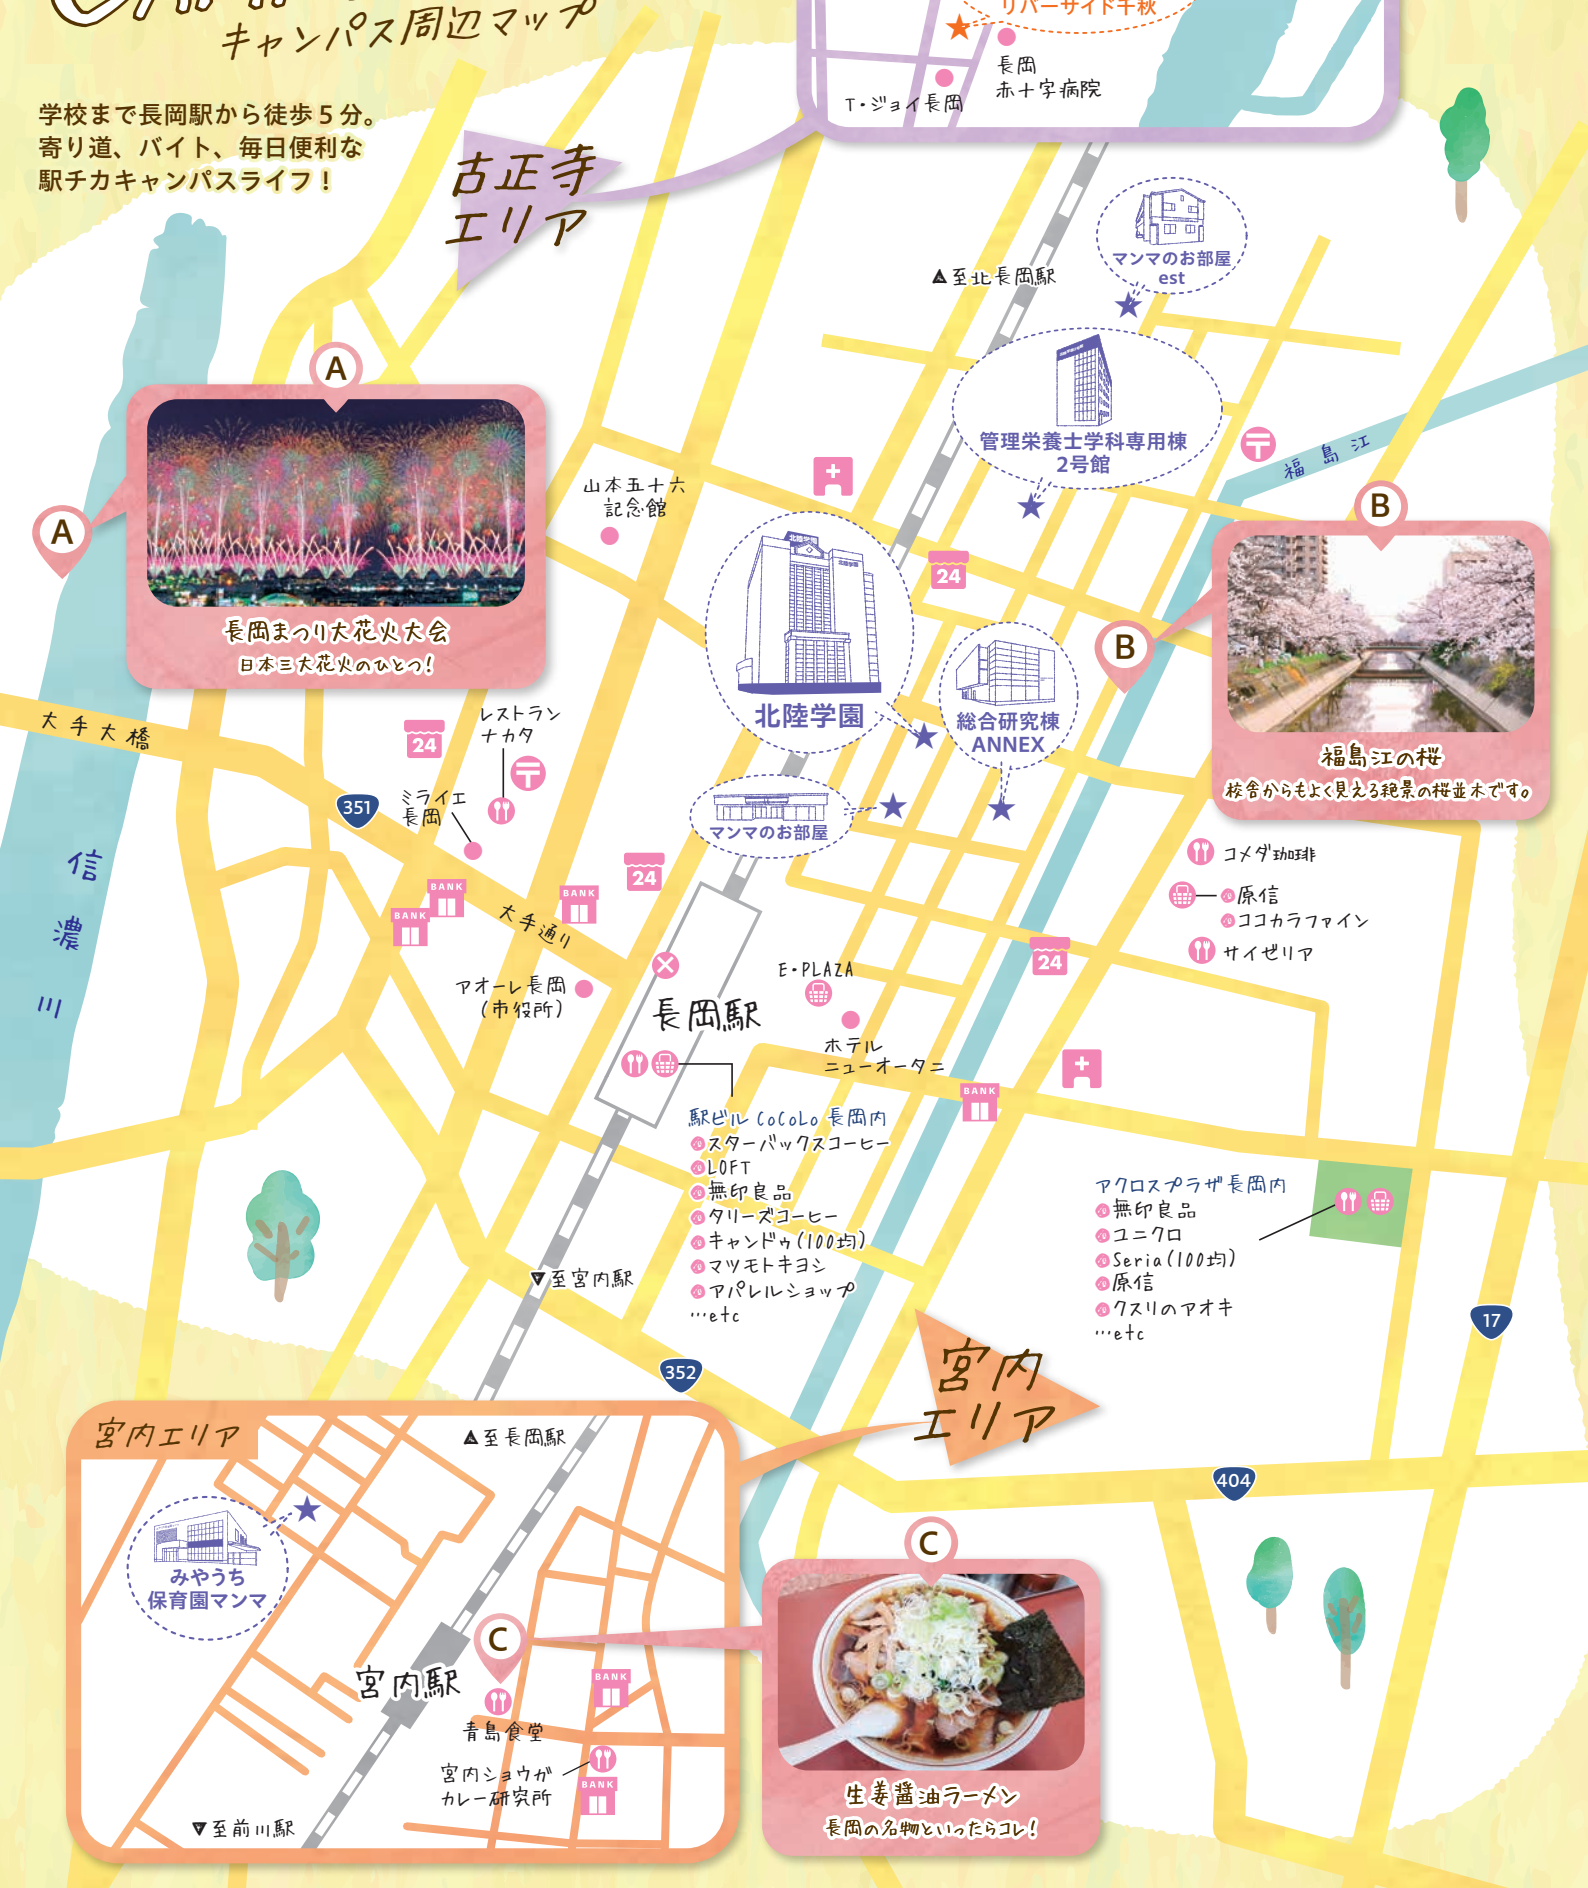 キャンパス周辺マップ
学校まで長岡駅から徒歩5分。
寄り道、バイト、毎日便利な
駅チカキャンパスライフ！
リバーサイド千秋
長岡
赤十字病院
T・ジョイ長岡
古正寺
エリア
至北長岡駅
マンマのお部屋
est
管理栄養士学科専用棟
2号館
福島江
A
A
長岡まつり大花火大会
日本三大花火のひとつ！
山本五十六
記念館
24
北陸学園
北陸学園
北陸学園
総合研究棟
ANNEX
マンマのお部屋
B
B
福島江の桜
校舎からもよく見える絶景の桜並木です。
大手大橋
24
レストラン
ナカタ
351
ミライエ
長岡
信濃川
BANK
BANK
BANK
24
大手通り
アオーレ長岡
（市役所）
長岡駅
E・PLAZA
ホテル
ニューオータニ
24
コメダ珈琲
原信
ココカラファイン
サイゼリア
BANK
駅ビル CoCoLo 長岡内
スターバックスコーヒー
LOFT
無印良品
タリーズコーヒー
キャンドゥ(100均)
マツモトキヨシ
アパレルショップ
…etc
アクロスプラザ長岡内
無印良品
ユニクロ
Seria(100均)
原信
クスリのアオキ
…etc
至宮内駅
352
17
404
宮内
エリア
宮内エリア
至長岡駅
みやうち
保育園マンマ
宮内駅
C
青島食堂
BANK
宮内ショウガ
カレー研究所
BANK
至前川駅
C
生姜醤油ラーメン
長岡の名物といったらコレ！